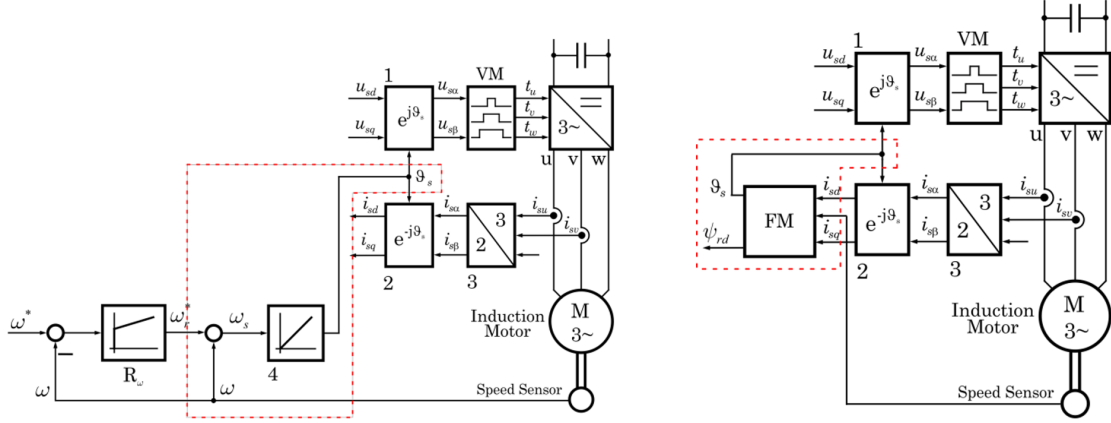 1
VM
u_sd
u_sα
t_u
e^jϑ_s
t_v
3~
u_sq
u_sβ
t_w
u
v
w
ϑ_s
i_sd
i_sα
3
i_su
e^-jϑ_s
i_sv
i_sq
2
i_sβ
2
3
ω*
ω_r*
ω_s
M
3~
Induction
Motor
−
R_ω
4
ω
ω
Speed Sensor
1
VM
u_sd
u_sα
t_u
e^jϑ_s
t_v
3~
u_sq
u_sβ
t_w
u
v
w
ϑ_s
i_sd
i_sα
3
i_su
FM
e^-jϑ_s
i_sv
ψ_rd
i_sq
2
i_sβ
2
3
M
3~
Induction
Motor
Speed Sensor